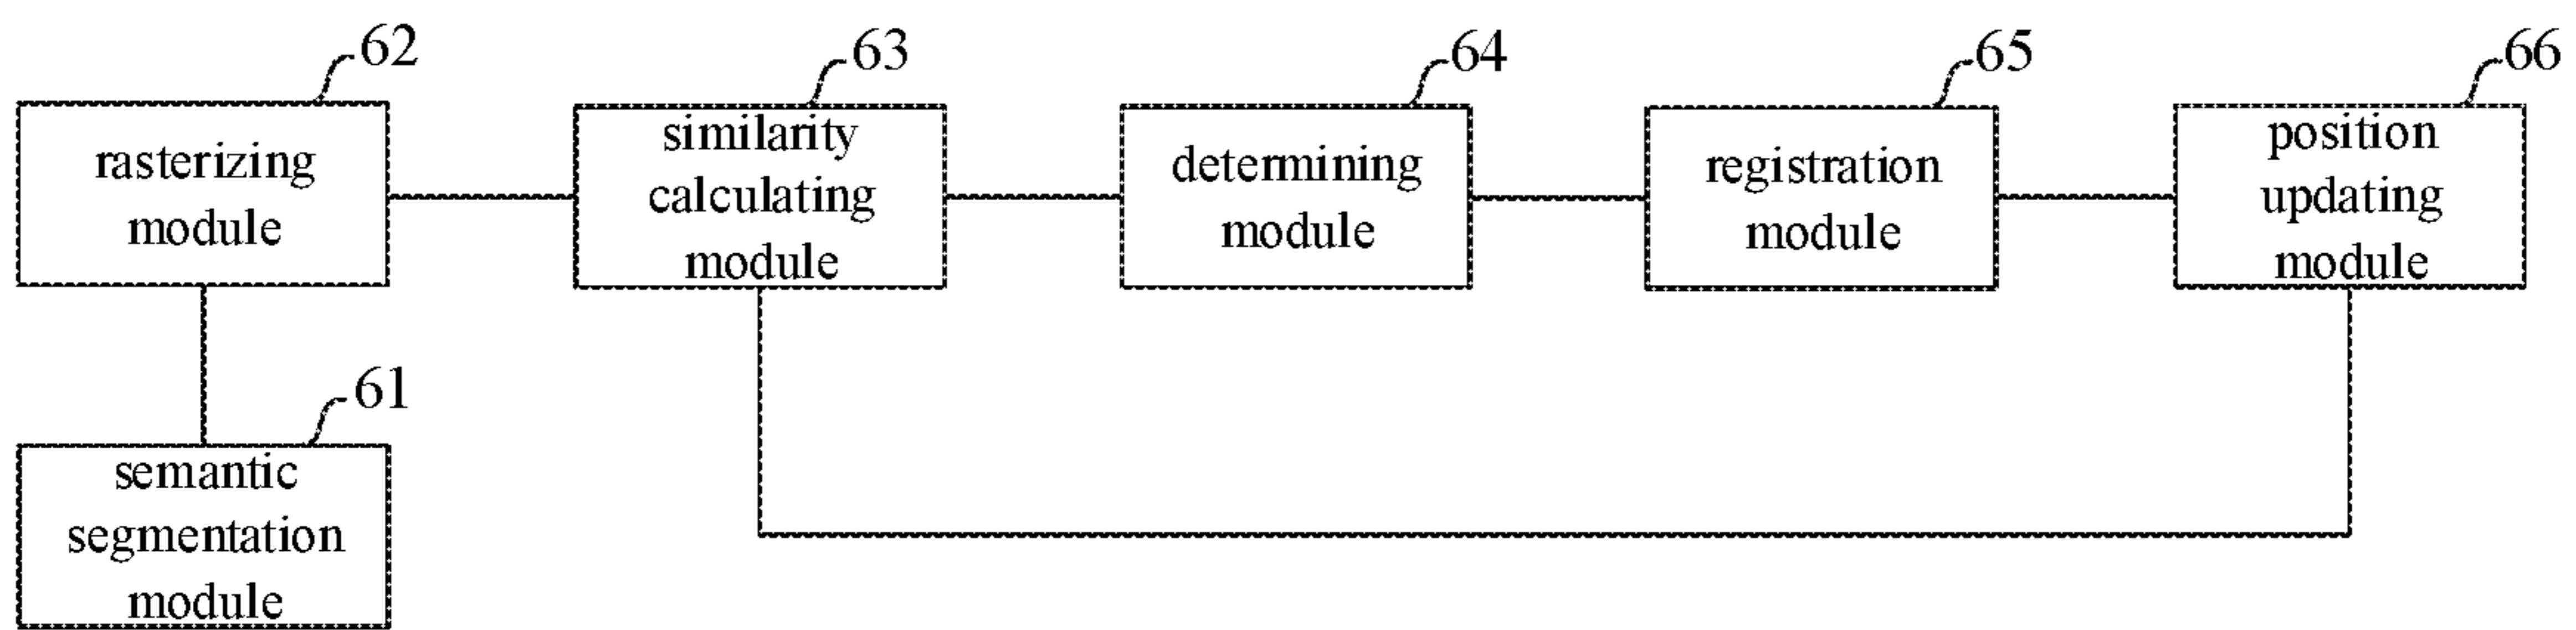 62
63
64
65
66
rasterizing
module
similarity
calculating
module
determining
module
registration
module
position
updating
module
61
semantic
segmentation
module